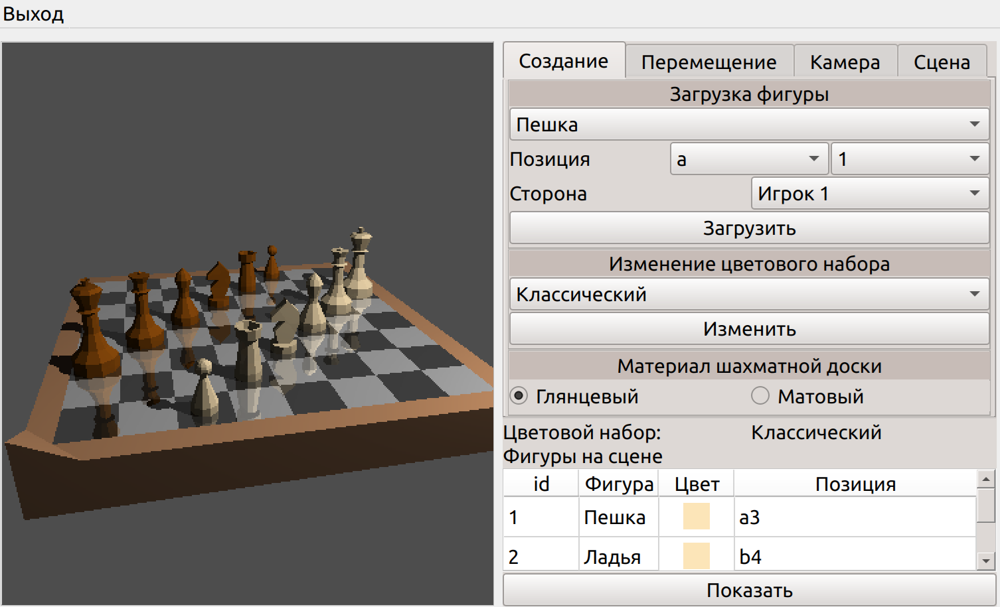 Выход
Создание Перемещение Камера Сцена
Загрузка фигуры
Пешка
Позиция a 1
Сторона Игрок 1
Загрузить
Изменение цветового набора
Классический
Изменить
Материал шахматной доски
Глянцевый Матовый
Цветовой набор: Классический
Фигуры на сцене
id Фигура Цвет Позиция
1 Пешка a3
2 Ладья b4
Показать